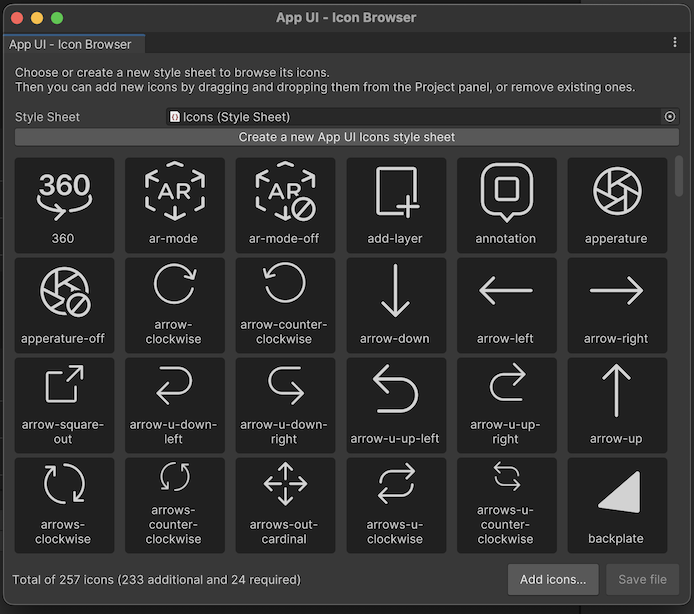 App UI - Icon Browser
App UI - Icon Browser
Choose or create a new style sheet to browse its icons.
Then you can add new icons by dragging and dropping them from the Project panel, or remove existing ones.
Style Sheet Icons (Style Sheet)
Create a new App UI Icons style sheet
360 AR AR
360 ar-mode ar-mode-off add-layer annotation apperature
apperature-off arrow-clockwise arrow-counter-clockwise arrow-down arrow-left arrow-right
arrow-square-out arrow-u-down-left arrow-u-down-right arrow-u-up-left arrow-u-up-right arrow-up
arrows-clockwise arrows-counter-clockwise arrows-out-cardinal arrows-u-clockwise arrows-u-counter-clockwise backplate
Total of 257 icons (233 additional and 24 required) Add icons... Save file